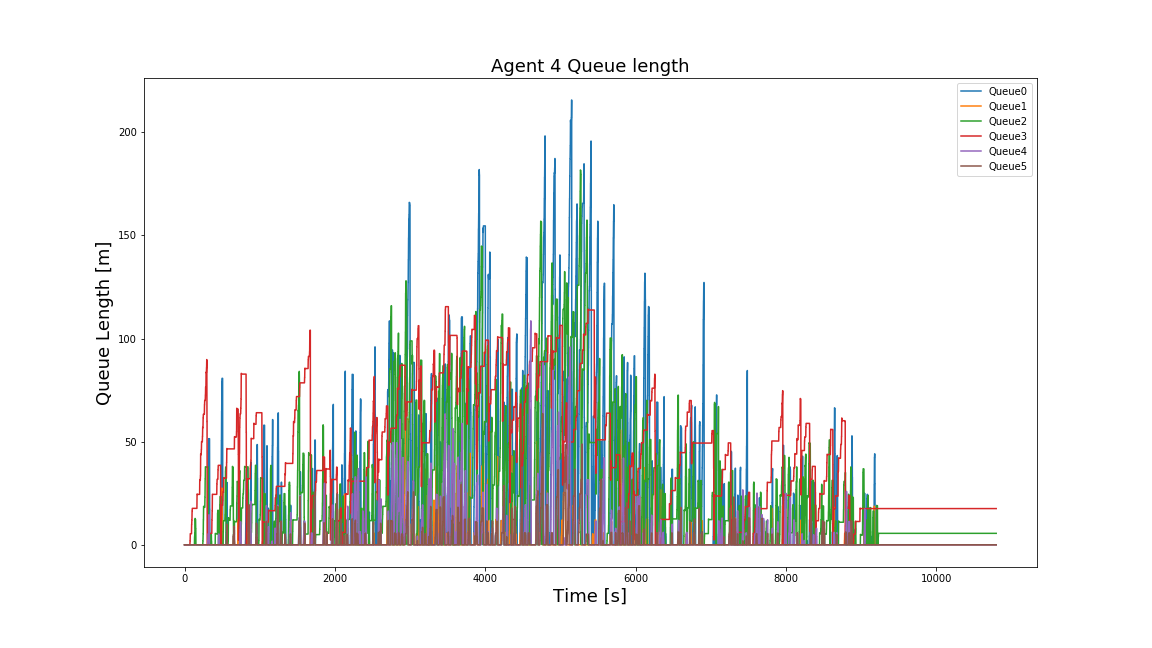 Agent 4 Queue length
Queue0
Queue1
Queue2
Queue3
Queue4
Queue5
Queue Length [m]
200
150
100
50
0
0 2000 4000 6000 8000 10000
Time [s]